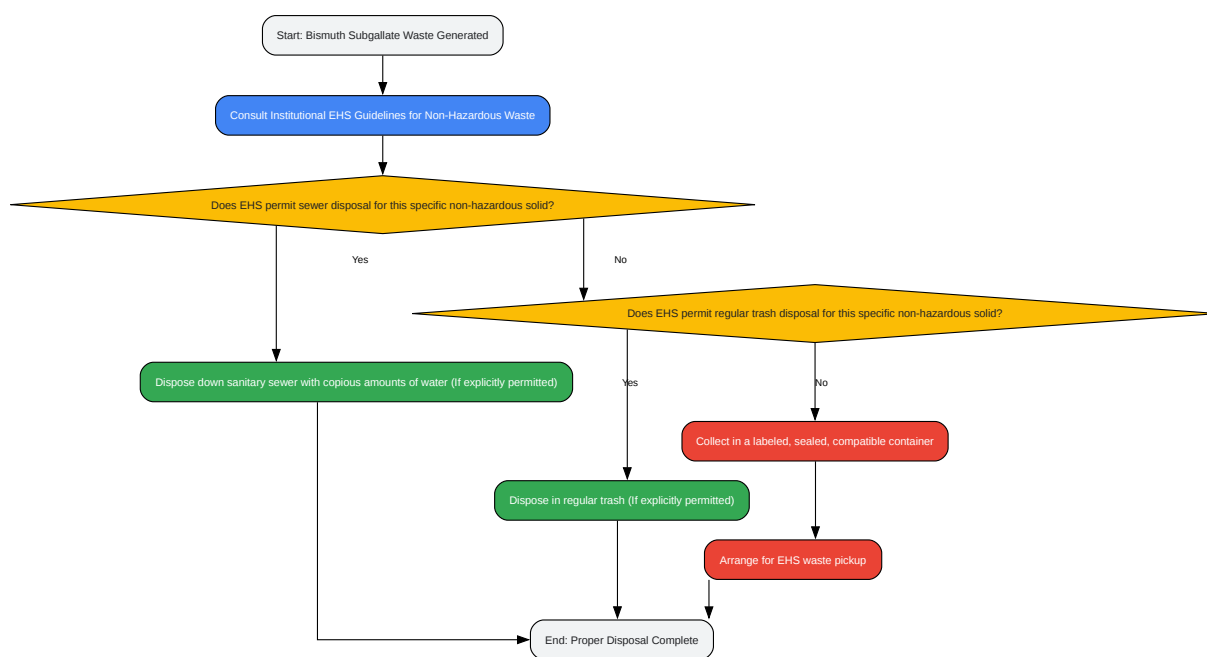 Start: Bismuth Subgallate Waste Generated
Consult Institutional EHS Guidelines for Non-Hazardous Waste
Does EHS permit sewer disposal for this specific non-hazardous solid?
Yes
No
Does EHS permit regular trash disposal for this specific non-hazardous solid?
Dispose down sanitary sewer with copious amounts of water (If explicitly permitted)
Yes
No
Collect in a labeled, sealed, compatible container
Dispose in regular trash (If explicitly permitted)
Arrange for EHS waste pickup
End: Proper Disposal Complete